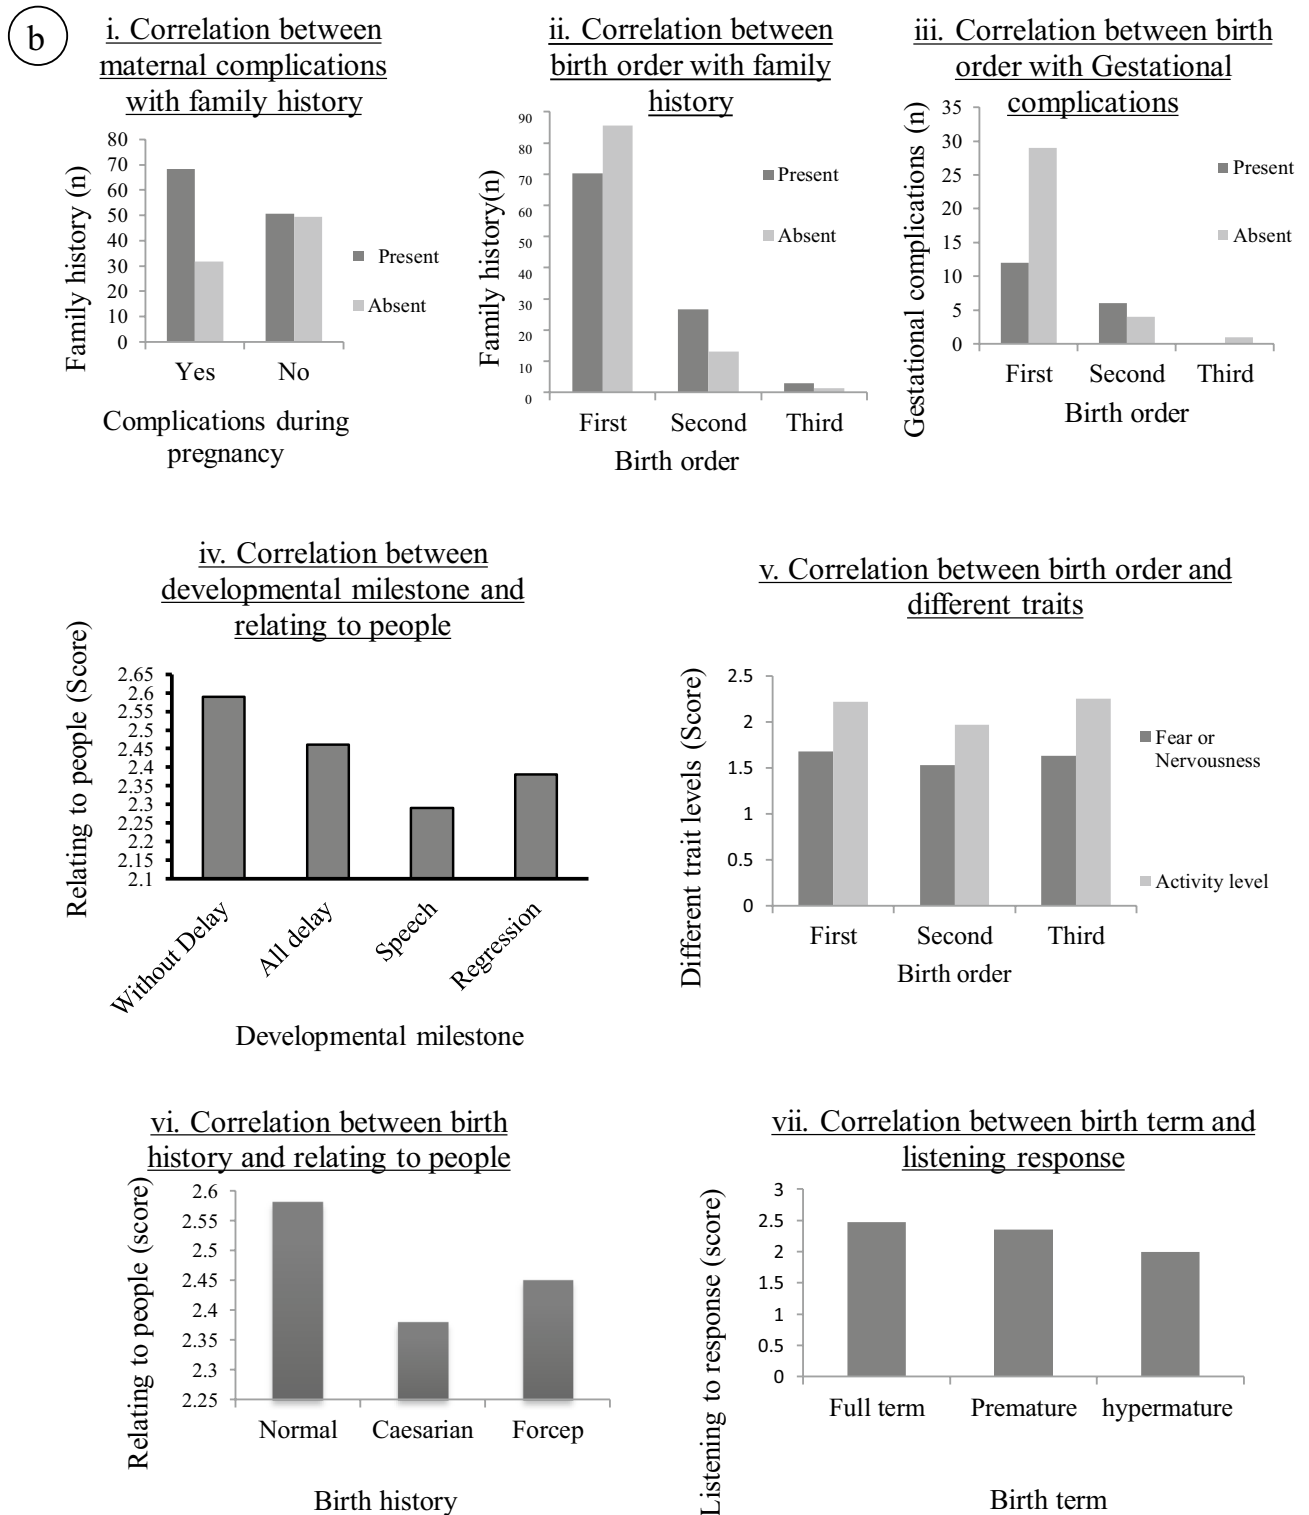 b
i. Correlation between
maternal complications
with family history
80
70
60
50
40
30
20
10
0
Family history (n)
Yes
No
Present
Absent
Complications during
pregnancy
ii. Correlation between
birth order with family
history
90
80
70
60
50
40
30
20
10
0
Family history(n)
First
Second
Third
Present
Absent
Birth order
iii. Correlation between birth
order with Gestational
complications
35
30
25
20
15
10
5
0
Gestational complications (n)
First
Second
Third
Present
Absent
Birth order
iv. Correlation between
developmental milestone and
relating to people
2.65
2.6
2.55
2.5
2.45
2.4
2.35
2.3
2.25
2.2
2.15
2.1
Relating to people (Score)
Without Delay
All delay
Speech
Regression
Developmental milestone
v. Correlation between birth order and
different traits
2.5
2
1.5
1
0.5
0
Different trait levels (Score)
First
Second
Third
Fear or
Nervousness
Activity level
Birth order
vi. Correlation between birth
history and relating to people
2.6
2.55
2.5
2.45
2.4
2.35
2.3
2.25
Relating to people (score)
Normal
Caesarian
Forcep
Birth history
vii. Correlation between birth term and
listening response
3
2.5
2
1.5
1
0.5
0
Listening to response (score)
Full term
Premature
hypermature
Birth term